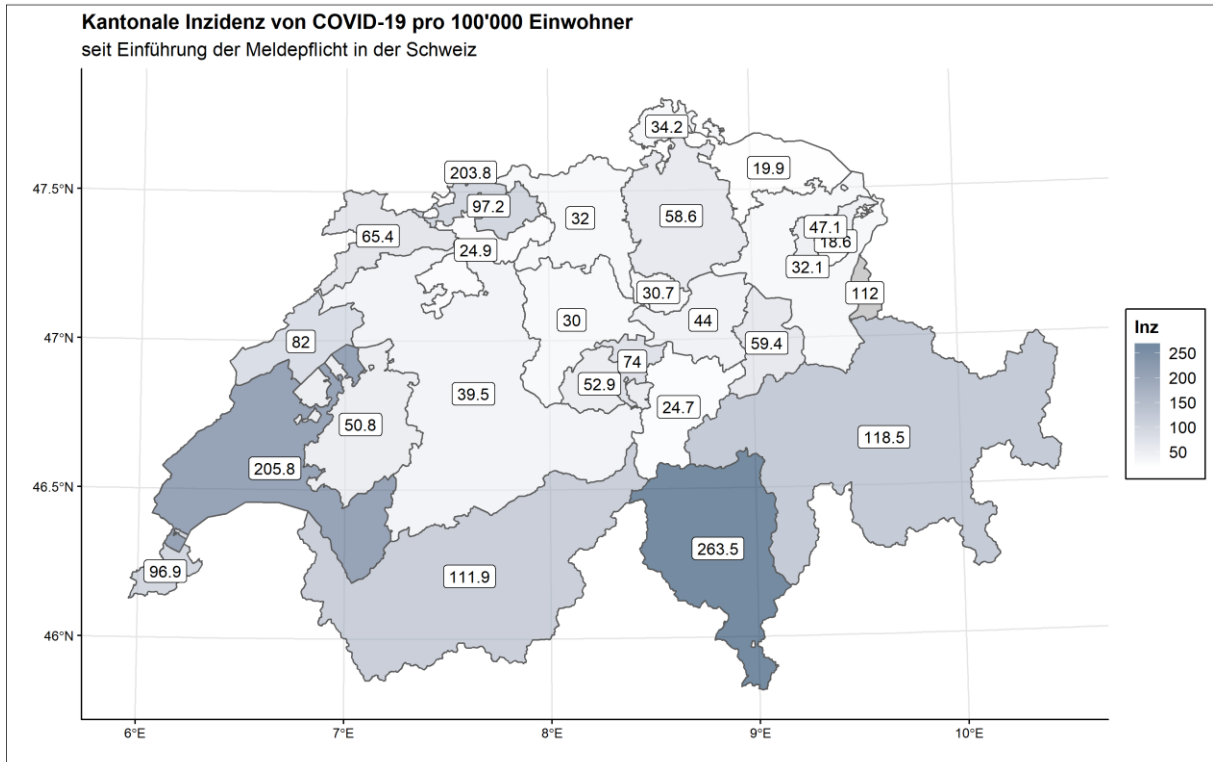 Kantonale Inzidenz von COVID-19 pro 100'000 Einwohner
seit Einführung der Meldepflicht in der Schweiz
34.2
47.5°N
203.8
19.9
97.2
32
58.6
47.1
65.4
24.9
18.6
32.1
30.7
112
30
44
47°N
82
59.4
74
52.9
39.5
24.7
50.8
118.5
205.8
46.5°N
263.5
96.9
111.9
46°N
6°E
7°E
8°E
9°E
10°E
Inz
250
200
150
100
50